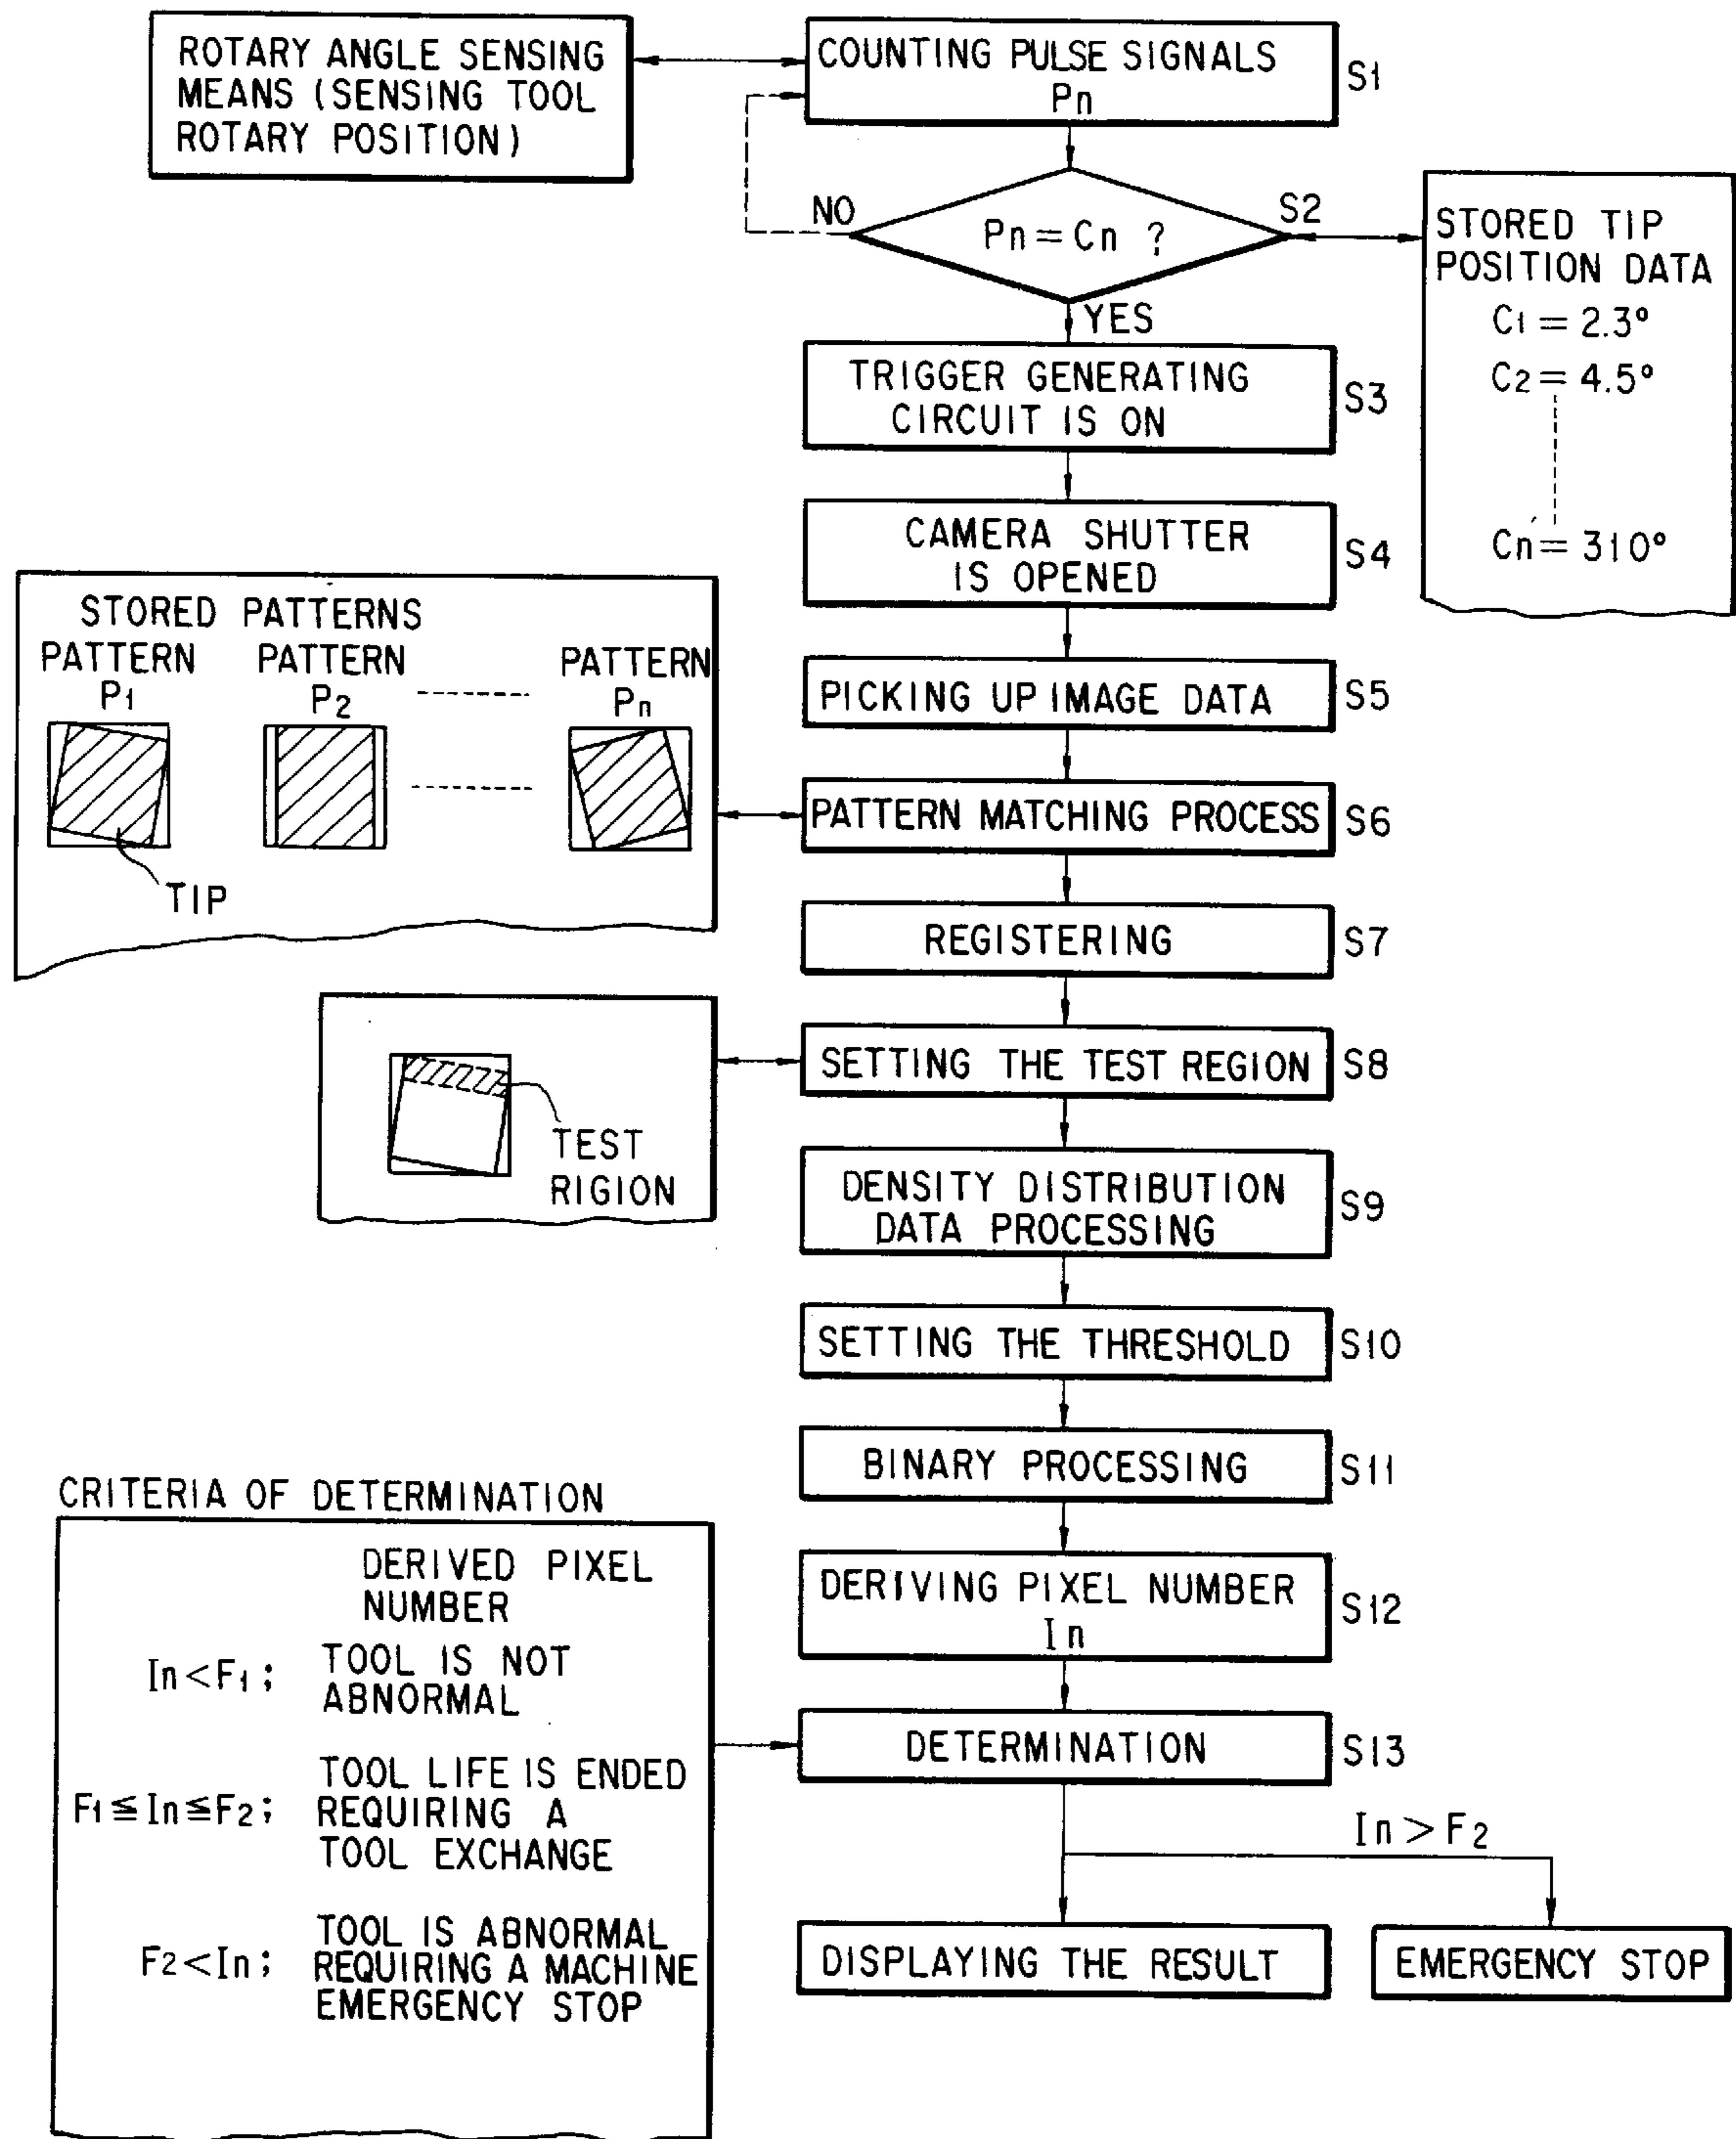 ROTARY ANGLE SENSING
MEANS (SENSING TOOL
ROTARY POSITION)
COUNTING PULSE SIGNALS
Pn
S1
NO
Pn = Cn ?
S2
YES
STORED TIP
POSITION DATA
C1 = 2.3°
C2 = 4.5°
Cn = 310°
TRIGGER GENERATING
CIRCUIT IS ON
S3
CAMERA SHUTTER
IS OPENED
S4
STORED PATTERNS
PATTERN
P1
PATTERN
P2
PATTERN
Pn
TIP
PICKING UP IMAGE DATA
S5
PATTERN MATCHING PROCESS
S6
REGISTERING
S7
SETTING THE TEST REGION
S8
TEST
RIGION
DENSITY DISTRIBUTION
DATA PROCESSING
S9
SETTING THE THRESHOLD
S10
BINARY PROCESSING
S11
DERIVING PIXEL NUMBER
In
S12
DETERMINATION
S13
CRITERIA OF DETERMINATION
DERIVED PIXEL
NUMBER
In < F1; TOOL IS NOT
ABNORMAL
F1 ≦ In ≦ F2; TOOL LIFE IS ENDED
REQUIRING A
TOOL EXCHANGE
F2 < In; TOOL IS ABNORMAL
REQUIRING A MACHINE
EMERGENCY STOP
In > F2
DISPLAYING THE RESULT
EMERGENCY STOP